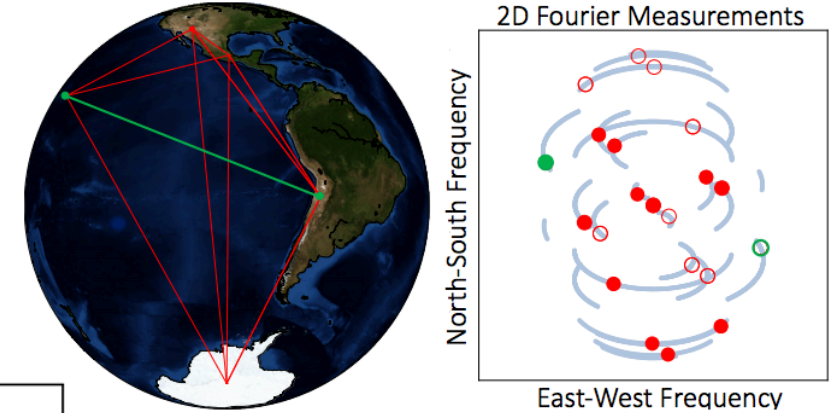 2D Fourier Measurements
North-South Frequency
East-West Frequency